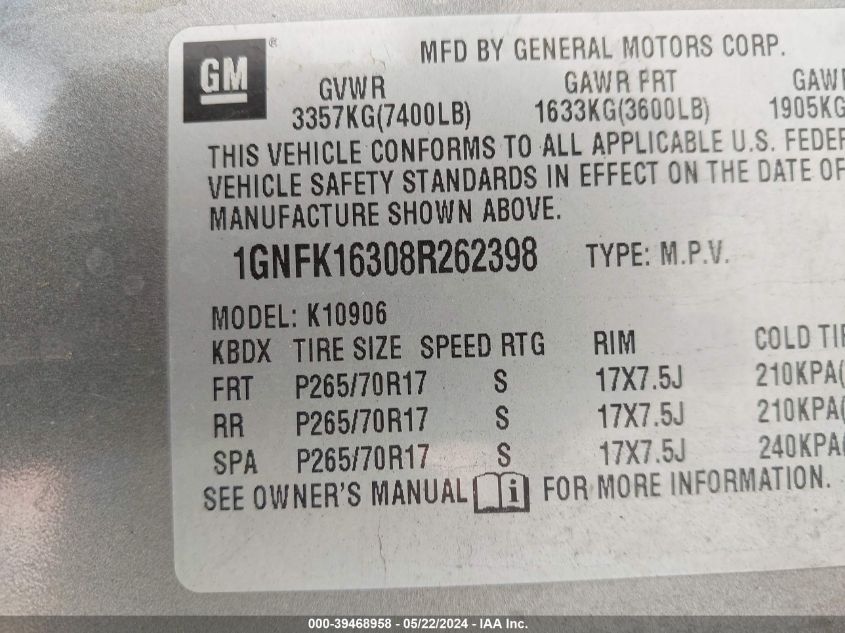 GM® MFD BY GENERAL MOTORS CORP.
GVWR GAWR FRT GAWR
3357KG(7400LB) 1633KG(3600LB) 1905KG
THIS VEHICLE CONFORMS TO ALL APPLICABLE U.S. FEDER
VEHICLE SAFETY STANDARDS IN EFFECT ON THE DATE OF
MANUFACTURE SHOWN ABOVE.
1GNFK16308R262398 TYPE: M.P.V.
MODEL: K10906
KBDX TIRE SIZE SPEED RTG RIM COLD TIR
FRT P265/70R17 S 17X7.5J 210KPA(
RR P265/70R17 S 17X7.5J 210KPA(
SPA P265/70R17 S 17X7.5J 240KPA(
SEE OWNER'S MANUAL i FOR MORE INFORMATION.
000-39468958 - 05/22/2024 - IAA Inc.